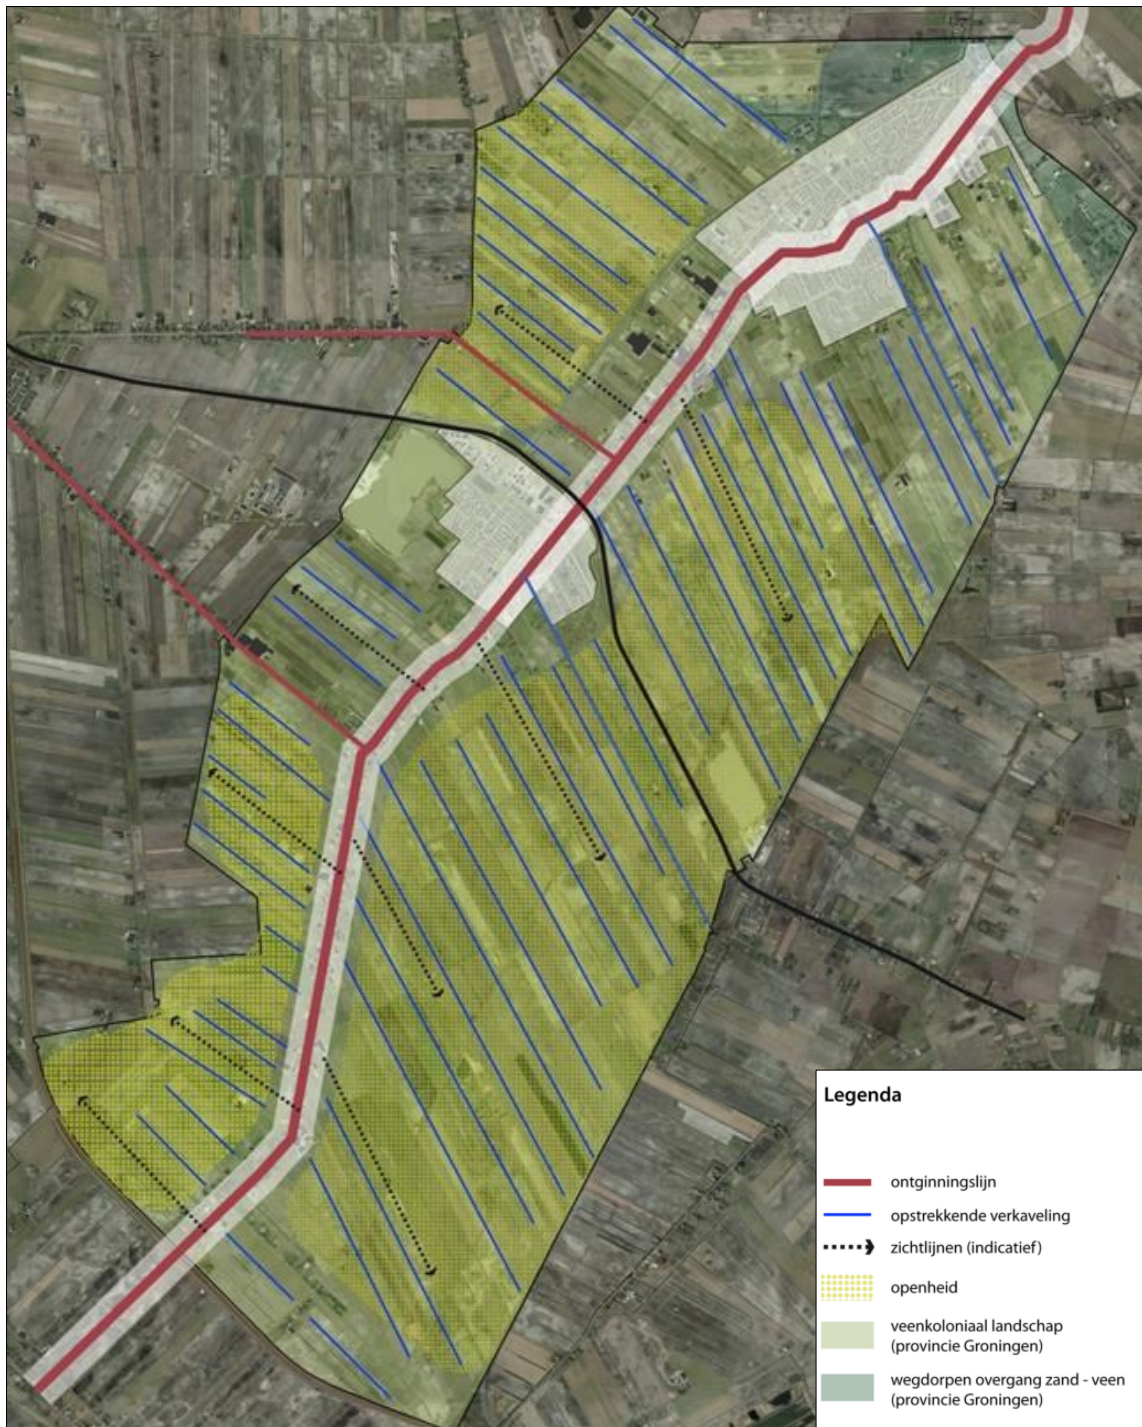 Legenda
ontginningslijn
opstrekkende verkaveling
zichtlijnen (indicatief)
openheid
veenkoloniaal landschap
(provincie Groningen)
wegdorpen overgang zand - veen
(provincie Groningen)